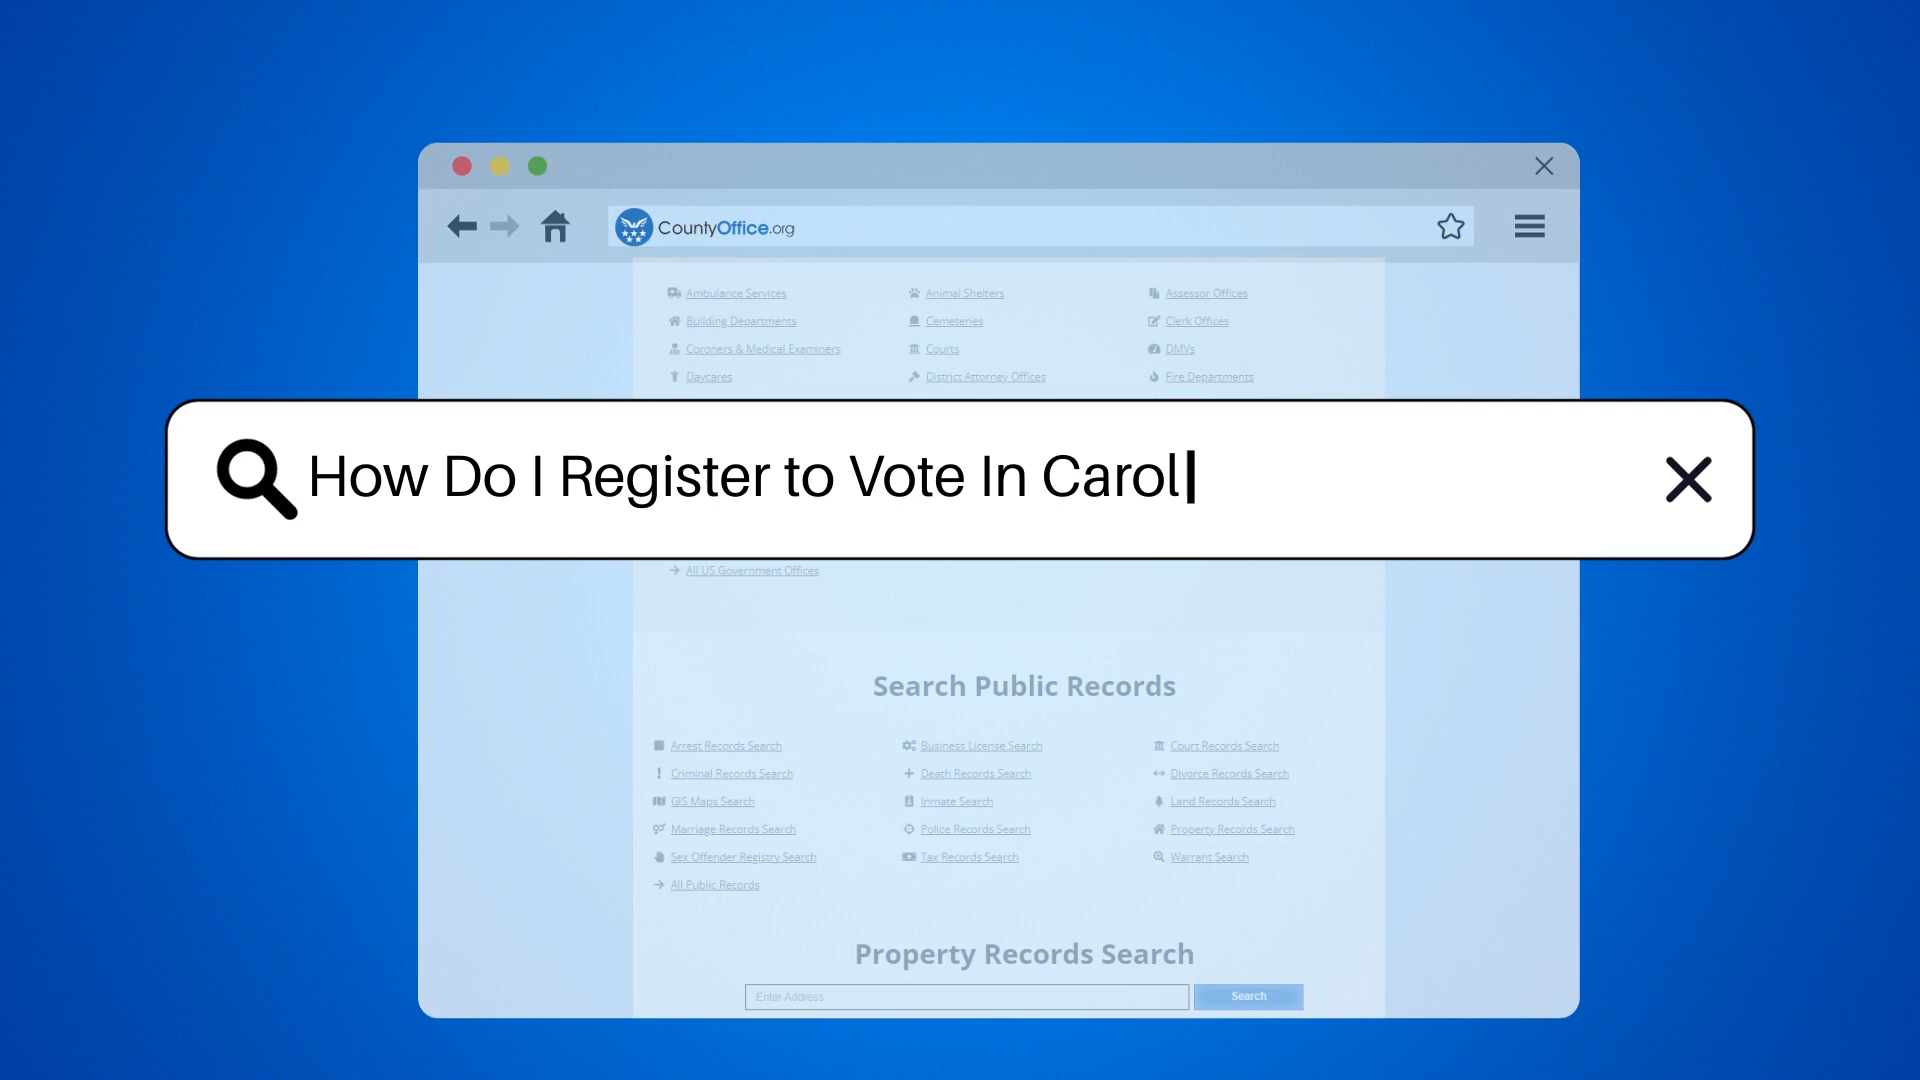 CountyOffice.org
Ambulance Services Animal Shelters Assessor Offices
Building Departments Cemeteries Clerk Offices
Coroners & Medical Examiners Courts DMVs
Daycares District Attorney Offices Fire Departments
How Do I Register to Vote In Carol
All US Government Offices
Search Public Records
Arrest Records Search Business License Search Court Records Search
Criminal Records Search Death Records Search Divorce Records Search
GIS Maps Search Inmate Search Land Records Search
Marriage Records Search Police Records Search Property Records Search
Sex Offender Registry Search Tax Records Search Warrant Search
All Public Records
Property Records Search
Enter Address Search